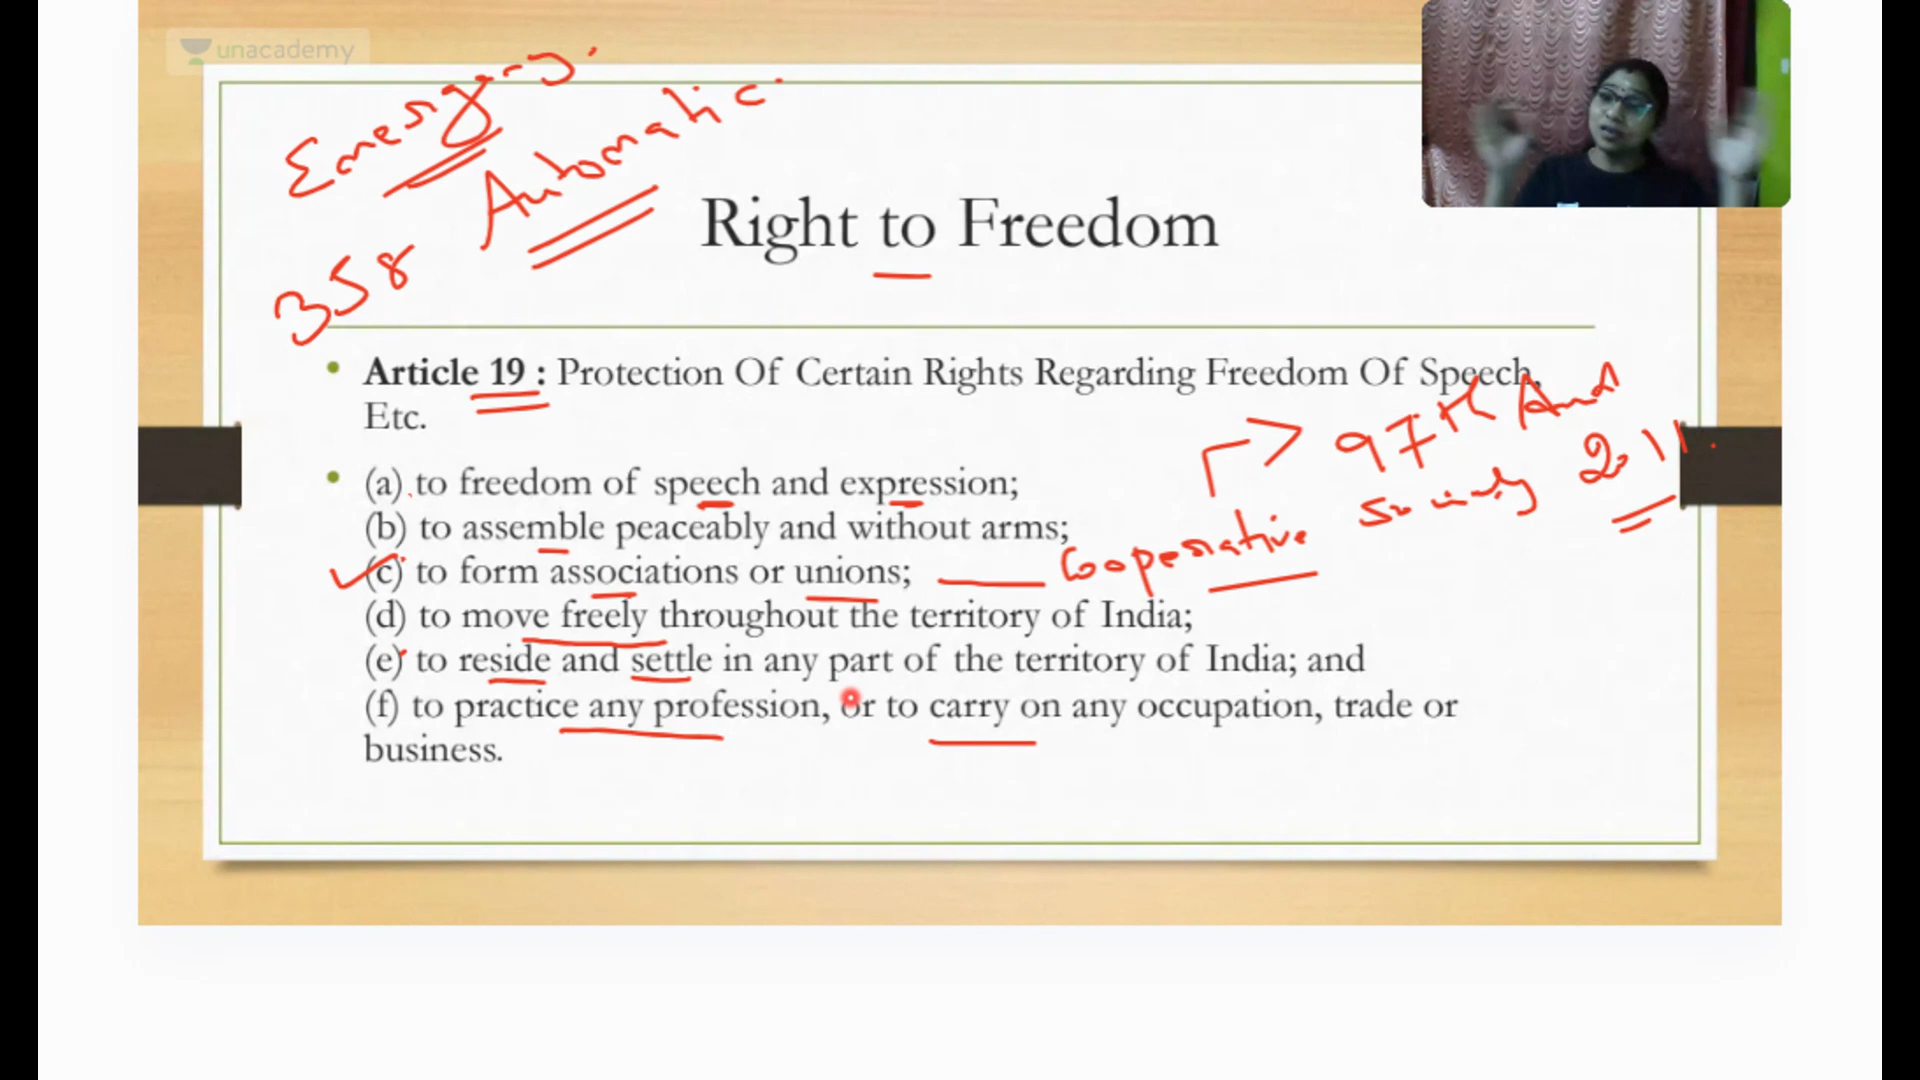 unacademy
Emergency.
Automatic.
358
Right to Freedom
• Article 19 : Protection Of Certain Rights Regarding Freedom Of Speech,
Etc.
97th Amd
2011.
• (a) to freedom of speech and expression;
(b) to assemble peaceably and without arms;
(c) to form associations or unions;
Cooperative Society
(d) to move freely throughout the territory of India;
(e) to reside and settle in any part of the territory of India; and
(f) to practice any profession, or to carry on any occupation, trade or
business.